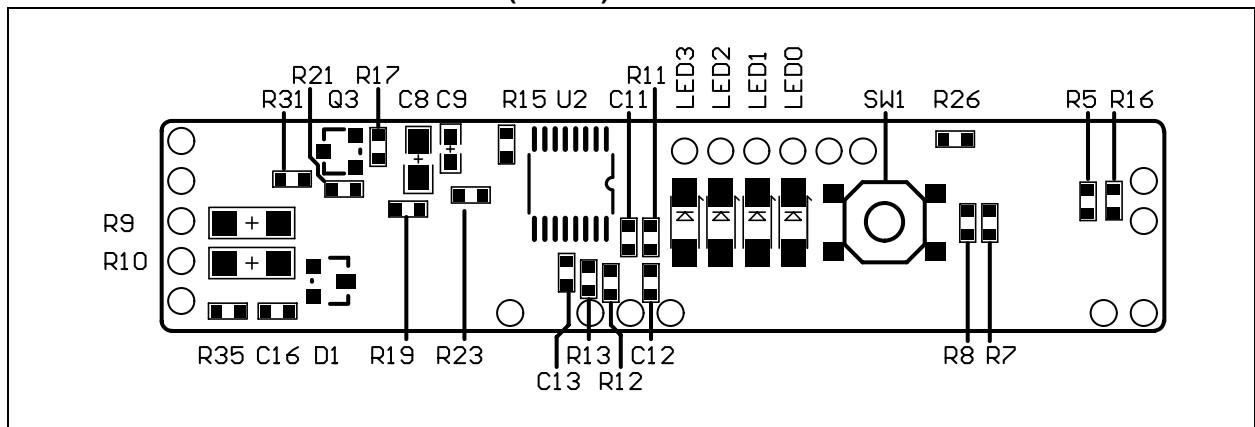 LED3 LED2 LED1 LED0
R21 R17 R11
R31 Q3 C8 C9 R15 U2 C11 SW1 R26 R5 R16
R9
R10
R35 C16 D1 R19 R23 R13 C12 R8 R7
C13 R12